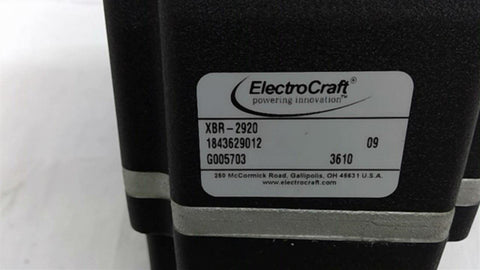 ElectroCraft®
powering innovation™
XBR-2920
1843629012 09
G005703 3610
250 McCormick Road, Gallipolis, OH 45631 U.S.A.
www.electrocraft.com